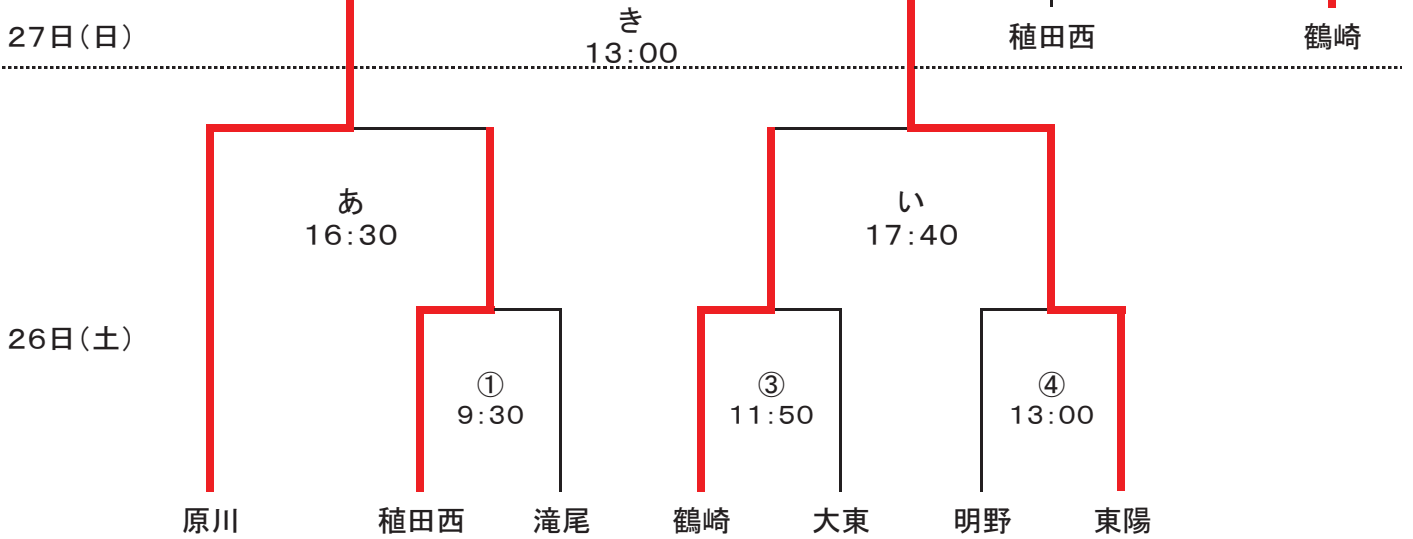 き
27日(日)
13:00
稙田西
鶴崎
あ
16:30
い
17:40
26日(土)
①
9:30
③
11:50
④
13:00
原川
稙田西
滝尾
鶴崎
大東
明野
東陽